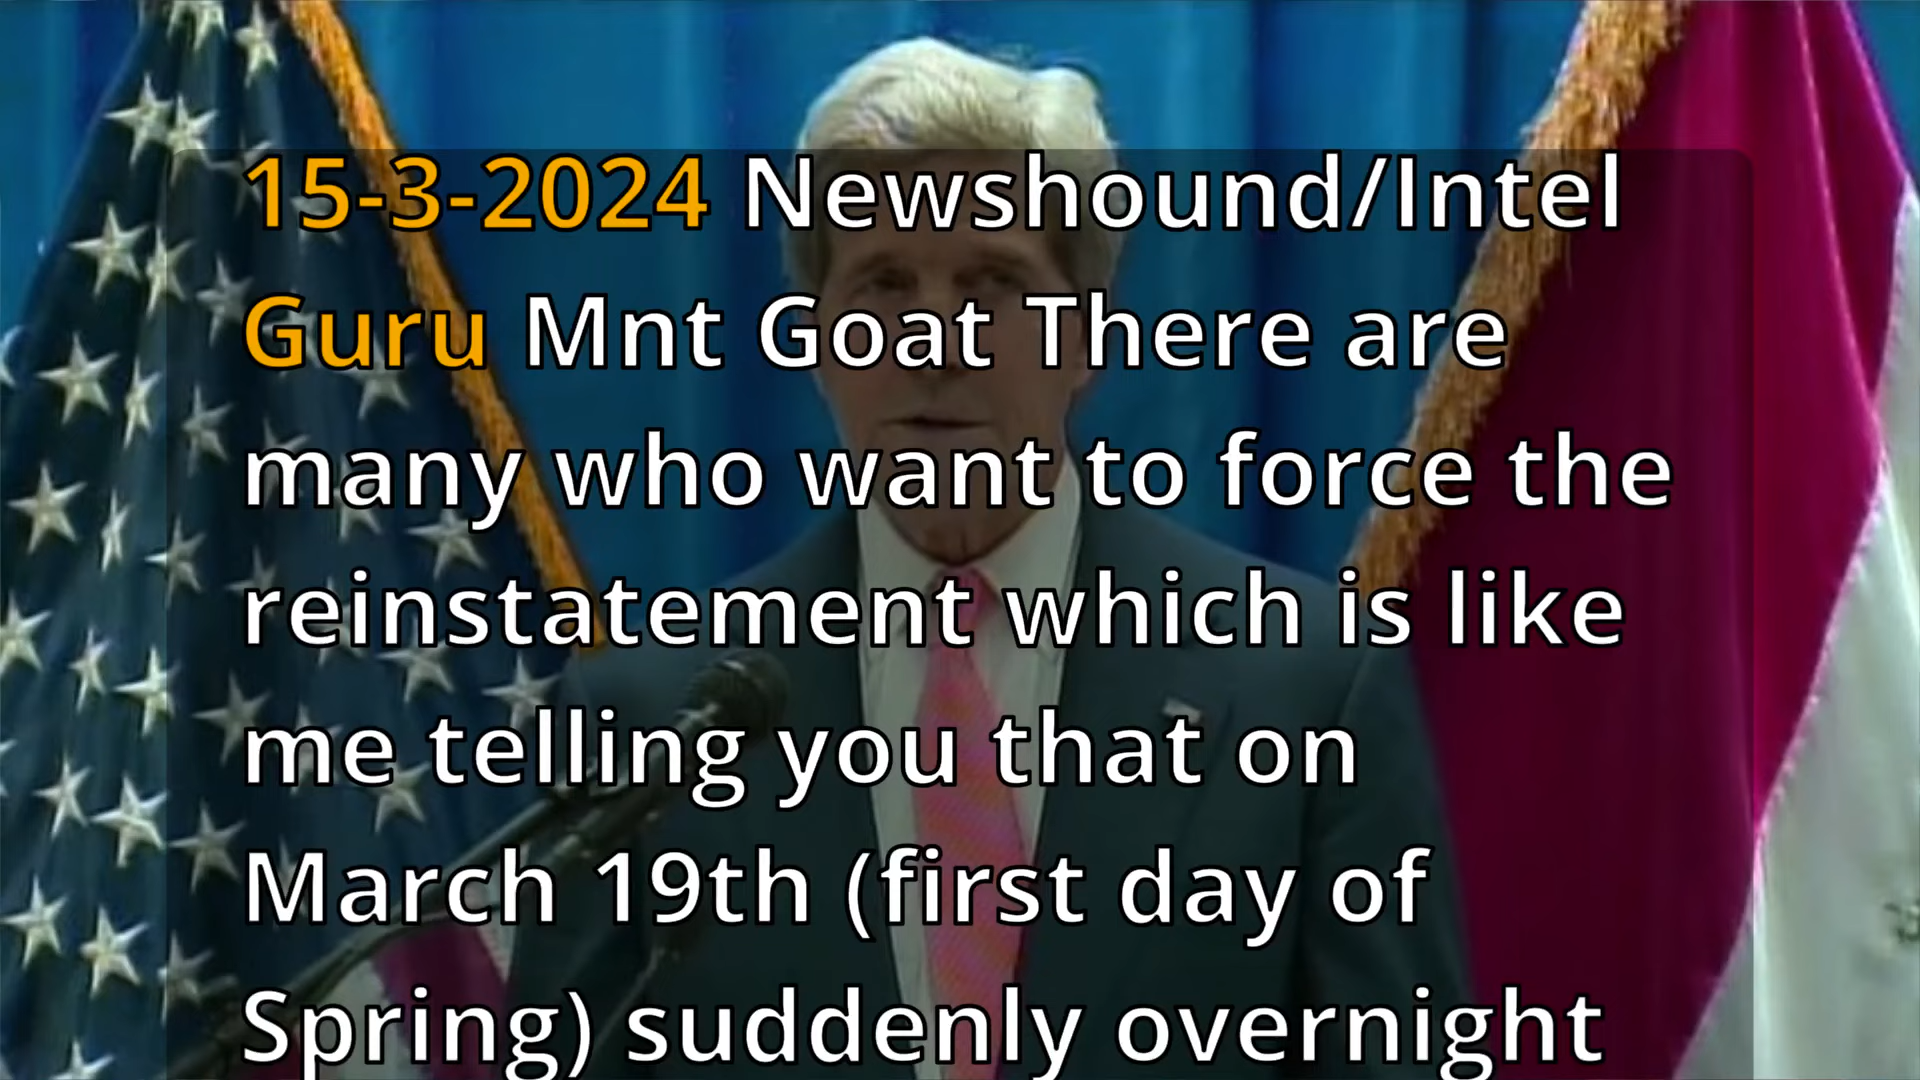 15-3-2024 Newshound/Intel
Guru Mnt Goat There are
many who want to force the
reinstatement which is like
me telling you that on
March 19th (first day of
Spring) suddenly overnight